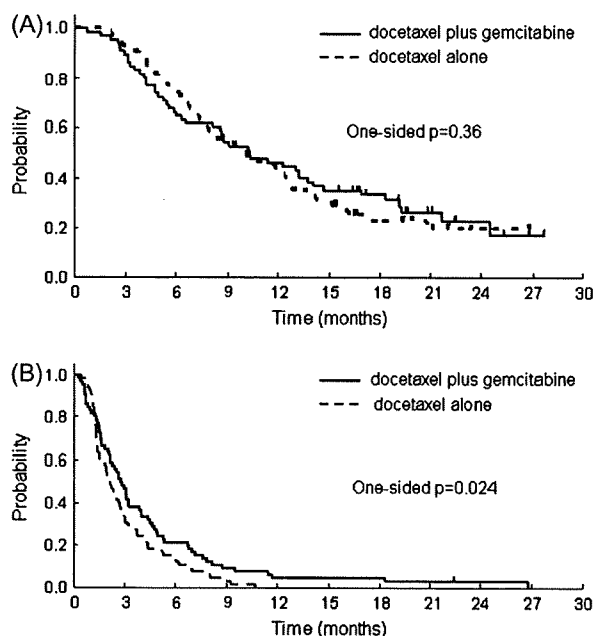 (A)
docetaxel plus gemcitabine
docetaxel alone
One-sided p=0.36
Probability
1.0
0.8
0.6
0.4
0.2
0.0
0 3 6 9 12 15 18 21 24 27 30
Time (months)
(B)
docetaxel plus gemcitabine
docetaxel alone
One-sided p=0.024
Probability
1.0
0.8
0.6
0.4
0.2
0.0
0 3 6 9 12 15 18 21 24 27 30
Time (months)